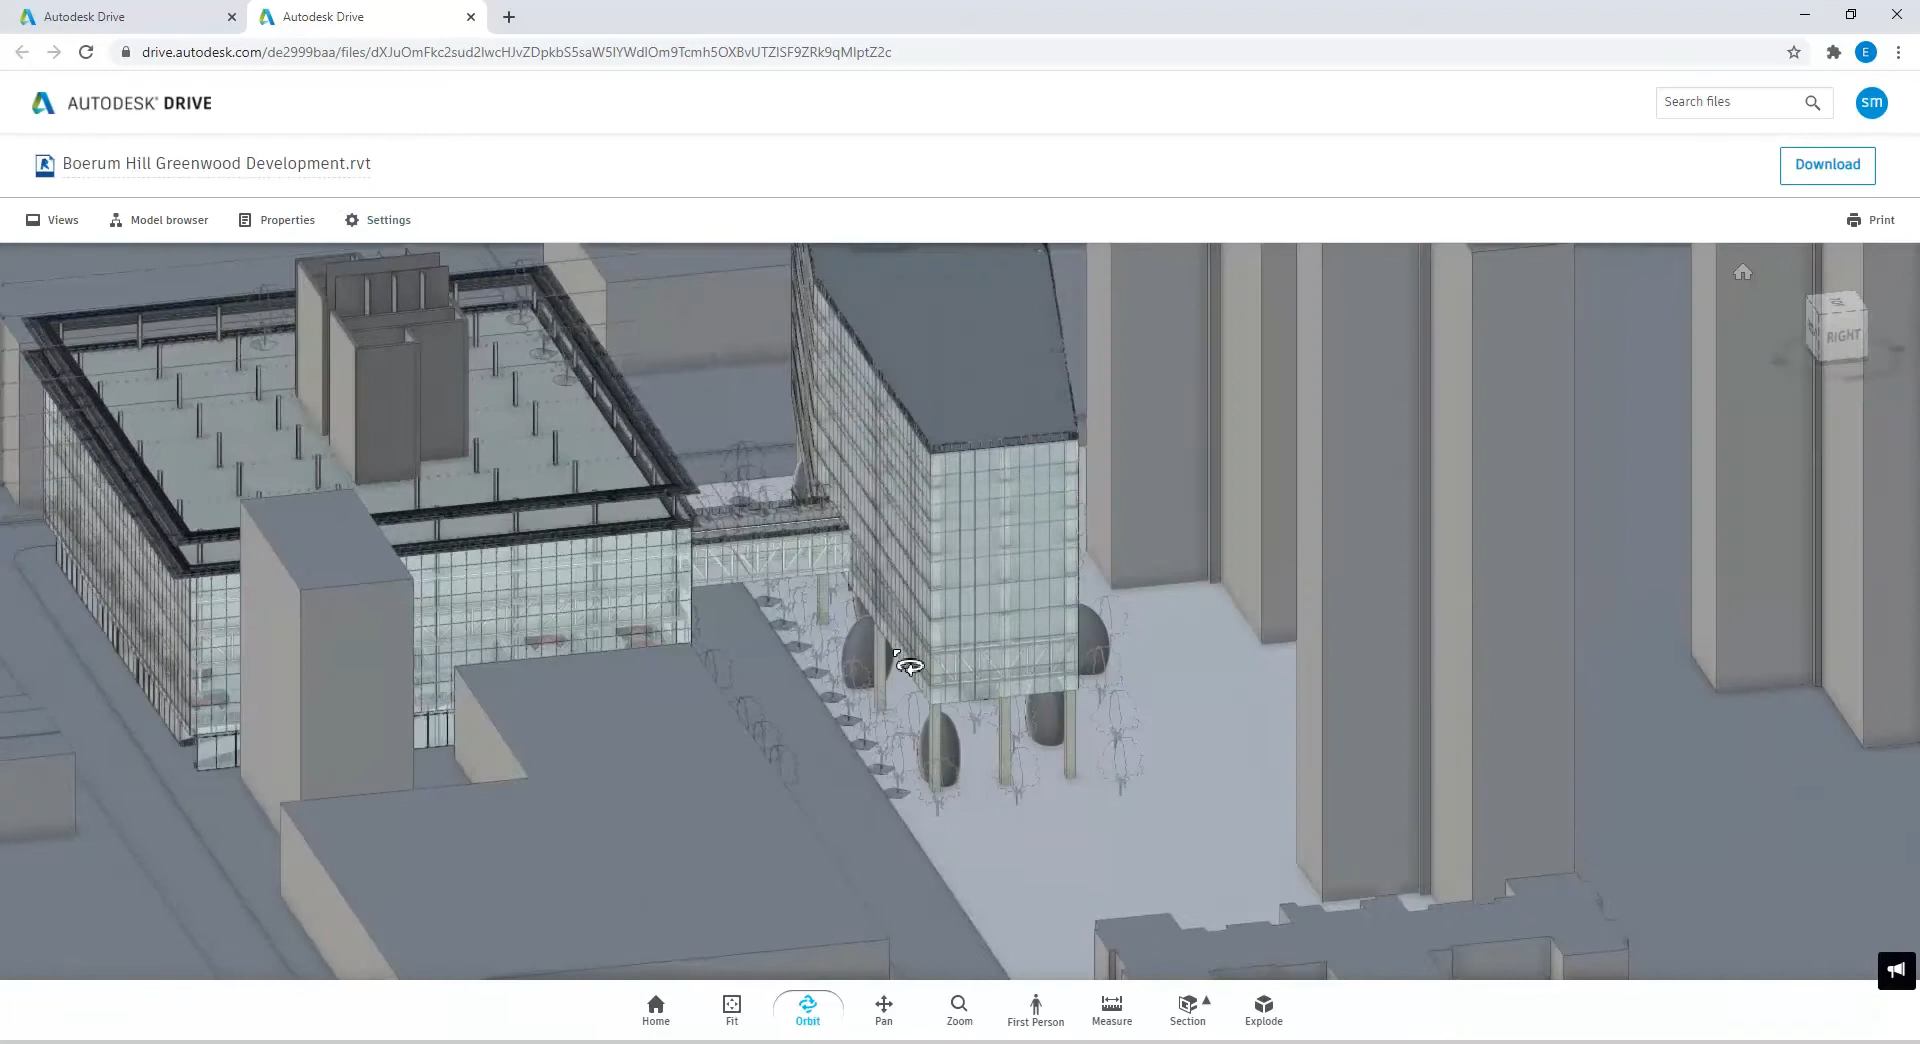 Autodesk Drive
Autodesk Drive
drive.autodesk.com/de2999baa/files/dXJuOmFkc2sud2lwcHJvZDpkbS5saW5lYWdlOm9Tcmh5OXBvUTZlSF9ZRk9qMlptZ2c
E
AUTODESK® DRIVE
Search files
sm
Boerum Hill Greenwood Development.rvt
Download
Views
Model browser
Properties
Settings
Print
RIGHT
Home
Fit
Orbit
Pan
Zoom
First Person
Measure
Section
Explode